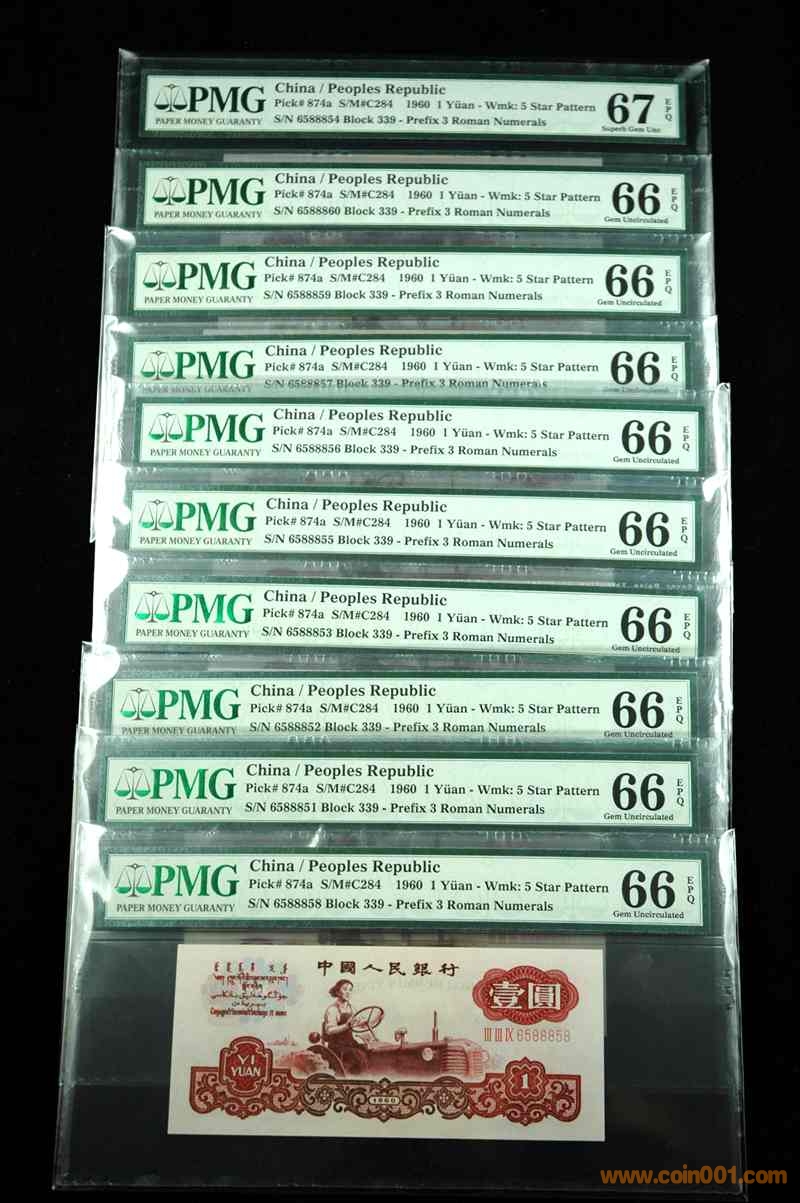 PMG
PAPER MONEY GUARANTY
China / Peoples Republic
Pick# 874a S/M#C284 1960 1 Yüan - Wmk: 5 Star Pattern
S/N 6588854 Block 339 - Prefix 3 Roman Numerals
67 EPQ
Superb Gem Unc
PMG
PAPER MONEY GUARANTY
China / Peoples Republic
Pick# 874a S/M#C284 1960 1 Yüan - Wmk: 5 Star Pattern
S/N 6588860 Block 339 - Prefix 3 Roman Numerals
66 EPQ
Gem Uncirculated
PMG
PAPER MONEY GUARANTY
China / Peoples Republic
Pick# 874a S/M#C284 1960 1 Yüan - Wmk: 5 Star Pattern
S/N 6588859 Block 339 - Prefix 3 Roman Numerals
66 EPQ
Gem Uncirculated
PMG
PAPER MONEY GUARANTY
China / Peoples Republic
Pick# 874a S/M#C284 1960 1 Yüan - Wmk: 5 Star Pattern
S/N 6588857 Block 339 - Prefix 3 Roman Numerals
66 EPQ
PMG
PAPER MONEY GUARANTY
China / Peoples Republic
Pick# 874a S/M#C284 1960 1 Yüan - Wmk: 5 Star Pattern
S/N 6588856 Block 339 - Prefix 3 Roman Numerals
66 EPQ
Gem Uncirculated
PMG
PAPER MONEY GUARANTY
China / Peoples Republic
Pick# 874a S/M#C284 1960 1 Yüan - Wmk: 5 Star Pattern
S/N 6588855 Block 339 - Prefix 3 Roman Numerals
66 EPQ
Gem Uncirculated
PMG
PAPER MONEY GUARANTY
China / Peoples Republic
Pick# 874a S/M#C284 1960 1 Yüan - Wmk: 5 Star Pattern
S/N 6588853 Block 339 - Prefix 3 Roman Numerals
66 EPQ
Gem Uncirculated
PMG
PAPER MONEY GUARANTY
China / Peoples Republic
Pick# 874a S/M#C284 1960 1 Yüan - Wmk: 5 Star Pattern
S/N 6588852 Block 339 - Prefix 3 Roman Numerals
66 EPQ
Gem Uncirculated
PMG
PAPER MONEY GUARANTY
China / Peoples Republic
Pick# 874a S/M#C284 1960 1 Yüan - Wmk: 5 Star Pattern
S/N 6588851 Block 339 - Prefix 3 Roman Numerals
66 EPQ
Gem Uncirculated
PMG
PAPER MONEY GUARANTY
China / Peoples Republic
Pick# 874a S/M#C284 1960 1 Yüan - Wmk: 5 Star Pattern
S/N 6588858 Block 339 - Prefix 3 Roman Numerals
66 EPQ
Gem Uncirculated
中國人民銀行
壹圓
III III IX 6588858
YI
YUAN
1960
1
www.coin001.com